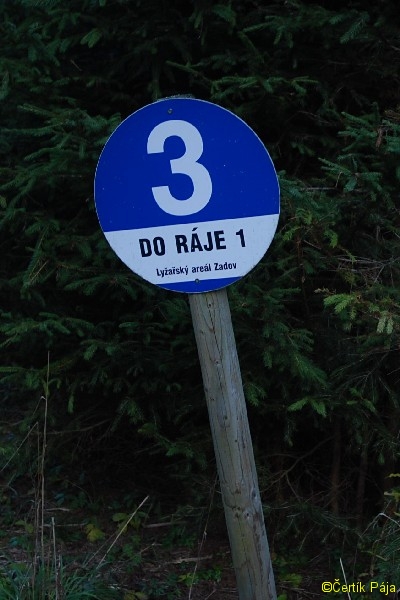 3
DO RÁJE 1
Lyžařský areál Zadov
©Čertík Pája